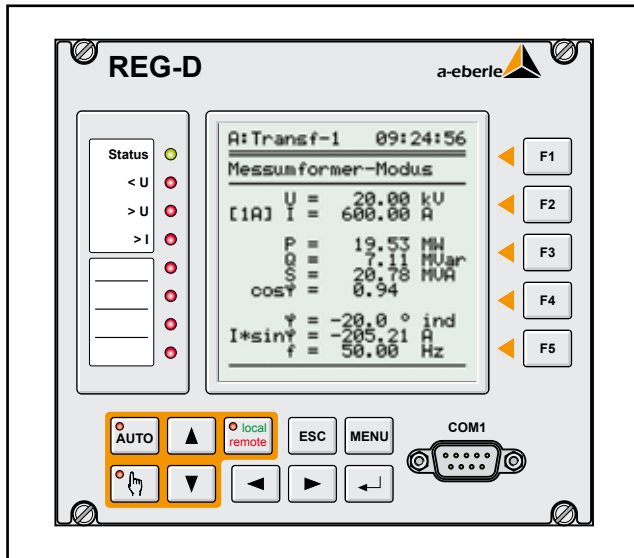 REG-D
a-eberle
Status
< U
> U
> I
A:Transf-1 09:24:56
Messumformer-Modus
U = 20.00 kV
[1A] I = 600.00 A
P = 19.53 MW
Q = 7.11 MVar
S = 20.78 MVA
cosφ = 0.94
φ = -20.0 ° ind
I*sinφ = -205.21 A
f = 50.00 Hz
F1
F2
F3
F4
F5
AUTO
local
remote
ESC
MENU
COM1